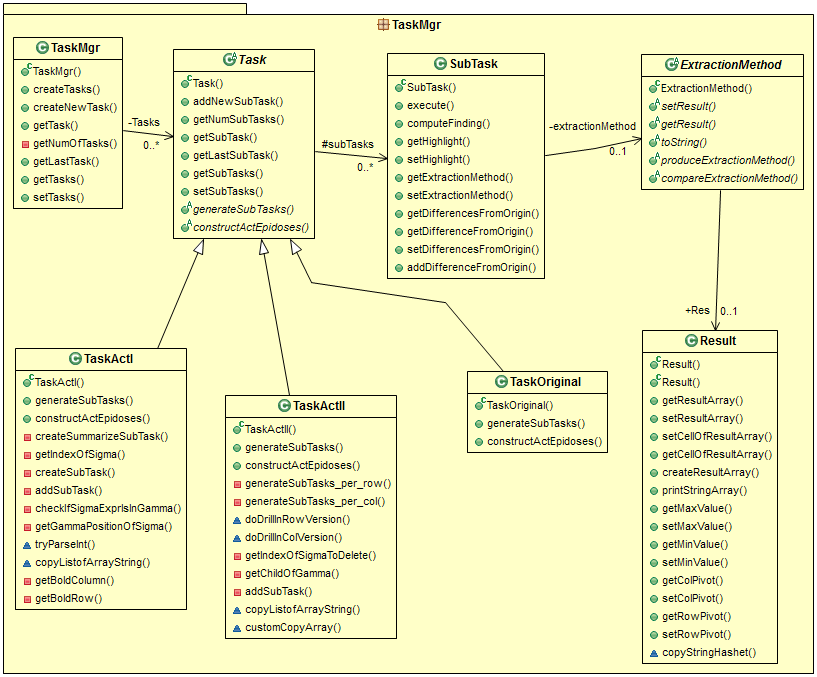 TaskMgr
TaskMgr
TaskMgr()
createTasks()
createNewTask()
getTask()
getNumOfTasks()
getLastTask()
getTasks()
setTasks()
-Tasks
0..*
Task
Task()
addNewSubTask()
getNumSubTasks()
getSubTask()
getLastSubTask()
getSubTasks()
setSubTasks()
generateSubTasks()
constructActEpidoses()
#subTasks
0..*
SubTask
SubTask()
execute()
computeFinding()
getHighlight()
setHighlight()
getExtractionMethod()
setExtractionMethod()
getDifferencesFromOrigin()
getDifferenceFromOrigin()
setDifferencesFromOrigin()
addDifferenceFromOrigin()
-extractionMethod
0..1
ExtractionMethod
ExtractionMethod()
setResult()
getResult()
toString()
produceExtractionMethod()
compareExtractionMethod()
+Res
0..1
TaskActI
TaskActI()
generateSubTasks()
constructActEpidoses()
createSummarizeSubTask()
getIndexOfSigma()
createSubTask()
addSubTask()
checkIfSigmaExprIsInGamma()
getGammaPositionOfSigma()
tryParseInt()
copyListofArrayString()
getBoldColumn()
getBoldRow()
TaskActII
TaskActII()
generateSubTasks()
constructActEpidoses()
generateSubTasks_per_row()
generateSubTasks_per_col()
doDrillInRowVersion()
doDrillInColVersion()
getIndexOfSigmaToDelete()
getChildOfGamma()
addSubTask()
copyListofArrayString()
customCopyArray()
TaskOriginal
TaskOriginal()
generateSubTasks()
constructActEpidoses()
Result
Result()
Result()
getResultArray()
setResultArray()
setCellOfResultArray()
getCellOfResultArray()
createResultArray()
printStringArray()
getMaxValue()
setMaxValue()
getMinValue()
setMinValue()
getColPivot()
setColPivot()
getRowPivot()
setRowPivot()
copyStringHashet()